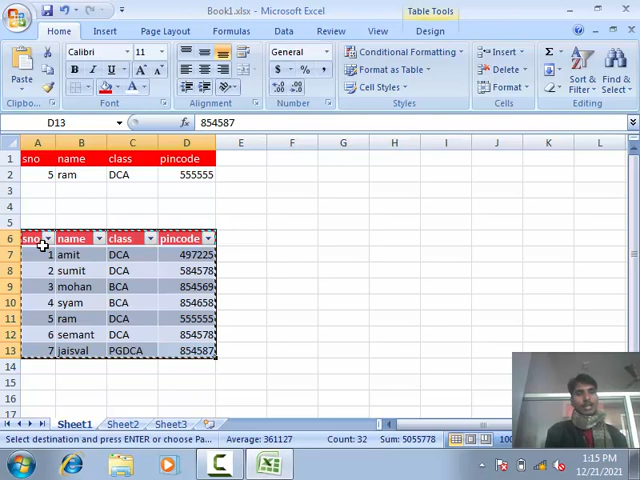 Book1.xlsx - Microsoft Excel
Table Tools
Home Insert Page Layout Formulas Data Review View Design
Calibri 11 General Conditional Formatting Insert Σ
Paste B I U A A % , Format as Table Delete Sort & Filter Find & Select
Cell Styles Format
Clipboard Font Alignment Number Styles Cells Editing
D13 fx 854587
A B C D E F G H I J K L
1 sno name class pincode
2 5 ram DCA 555555
3
4
5
6 sno name class pincode
7 1 amit DCA 497225
8 2 sumit DCA 584578
9 3 mohan BCA 854569
10 4 syam BCA 854658
11 5 ram DCA 555555
12 6 semant DCA 854578
13 7 jaisval PGDCA 854587
14
15
16
17
Sheet1 Sheet2 Sheet3
Select destination and press ENTER or choose Pa... Average: 361127 Count: 32 Sum: 5055778
1:15 PM
12/21/2021